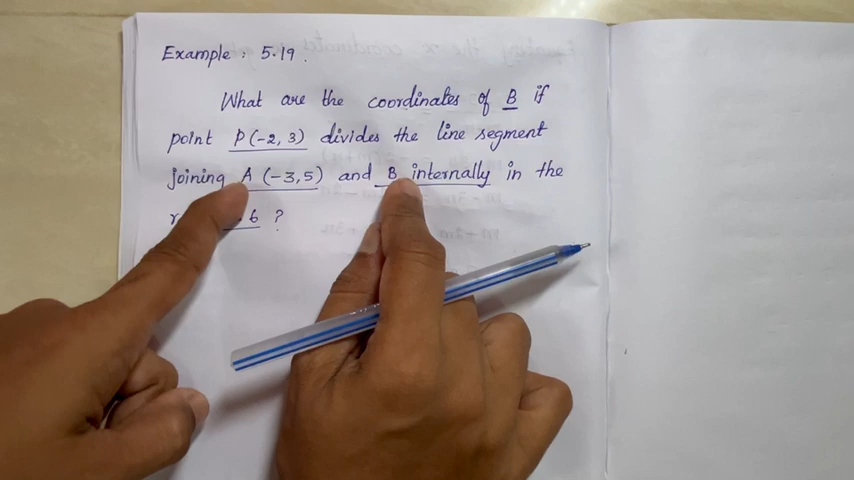 Example : 5.19.
What are the coordinates of B if
point P(-2, 3) divides the line segment
joining A (-3, 5) and B internally in the
6 ?